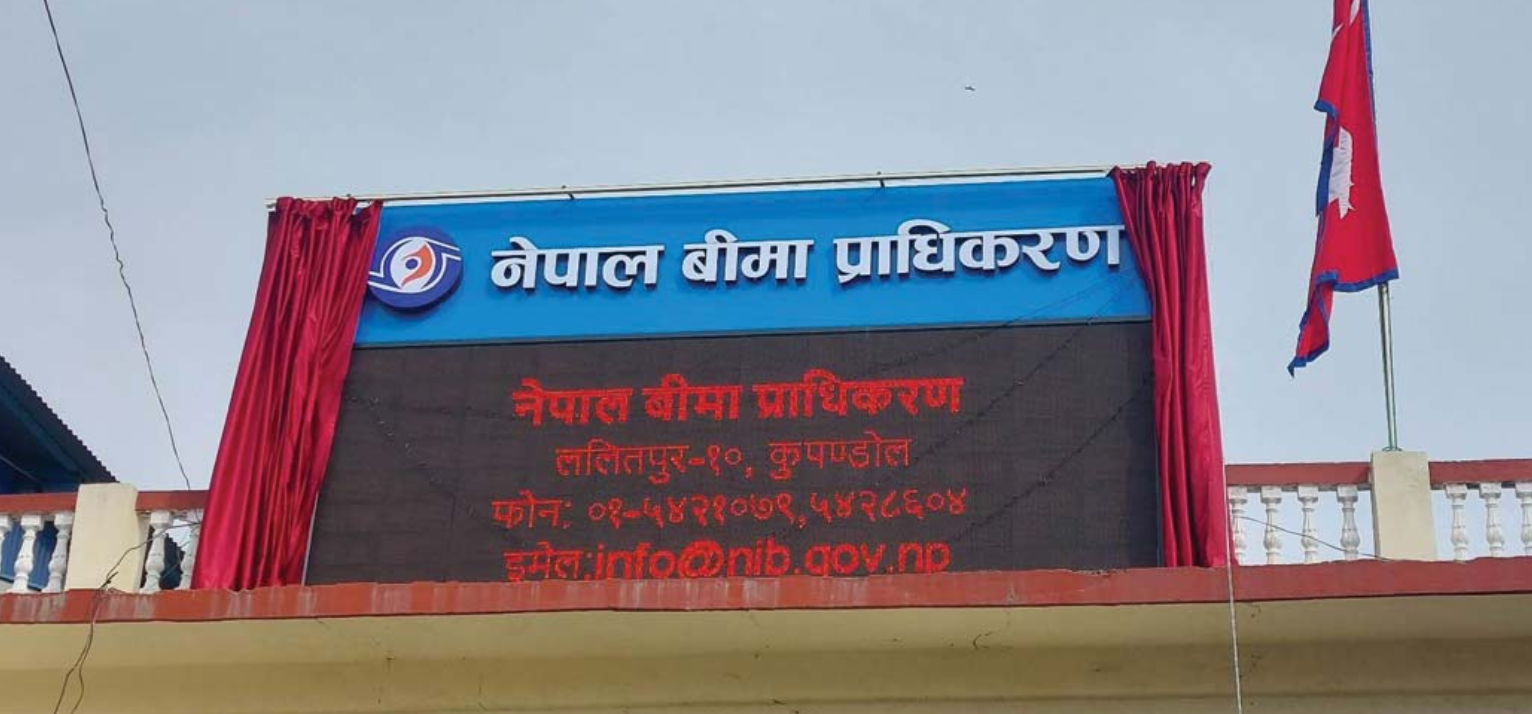 नेपाल बीमा प्राधिकरण
नेपाल बीमा प्राधिकरण
ललितपुर-१०, कुपण्डोल
फोन: ०१-५४२१०७९,५४२८६०४
इमेल:info@nib.gov.np